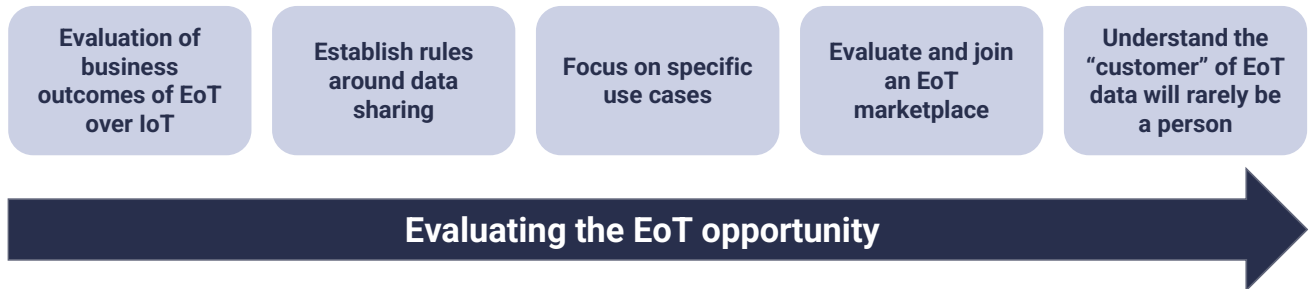 Evaluation of
business
outcomes of EoT
over IoT
Establish rules
around data
sharing
Focus on specific
use cases
Evaluate and join
an EoT
marketplace
Understand the
“customer” of EoT
data will rarely be
a person
Evaluating the EoT opportunity